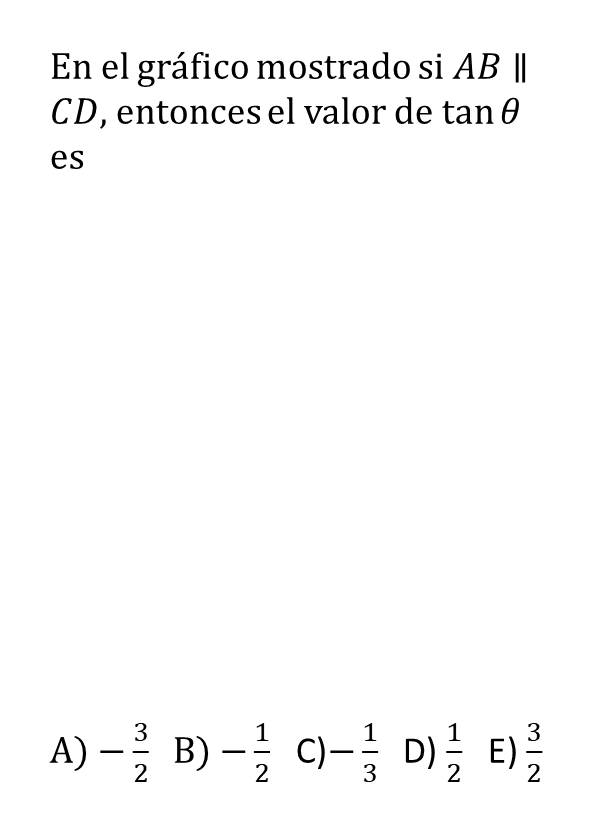 En el gráfico mostrado si AB ∥
CD, entonces el valor de tan θ
es
A) −3/2 B) −1/2 C)−1/3 D) 1/2 E) 3/2